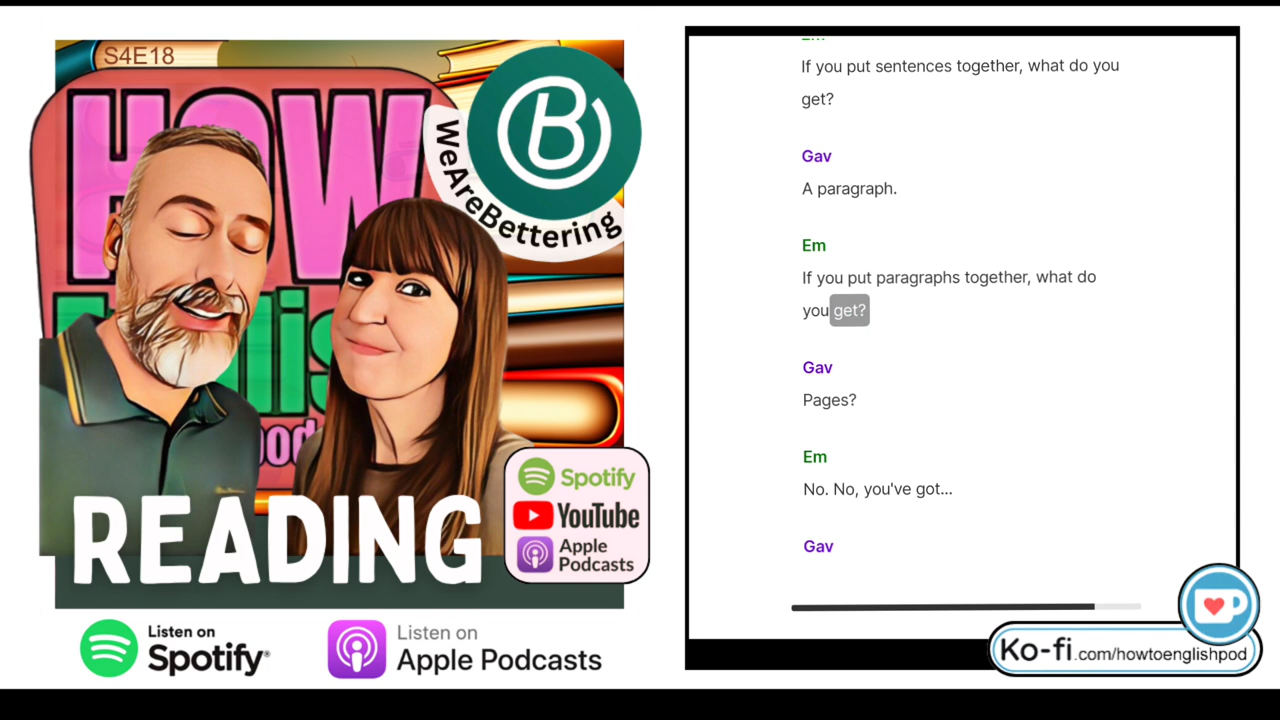 S4E18
HOW
WeAreBettering
B
READING
Spotify
YouTube
Apple
Podcasts
Listen on
Spotify
Listen on
Apple Podcasts
Em
If you put sentences together, what do you
get?
Gav
A paragraph.
Em
If you put paragraphs together, what do
you get?
Gav
Pages?
Em
No. No, you've got...
Gav
Ko-fi.com/howtoenglishpod